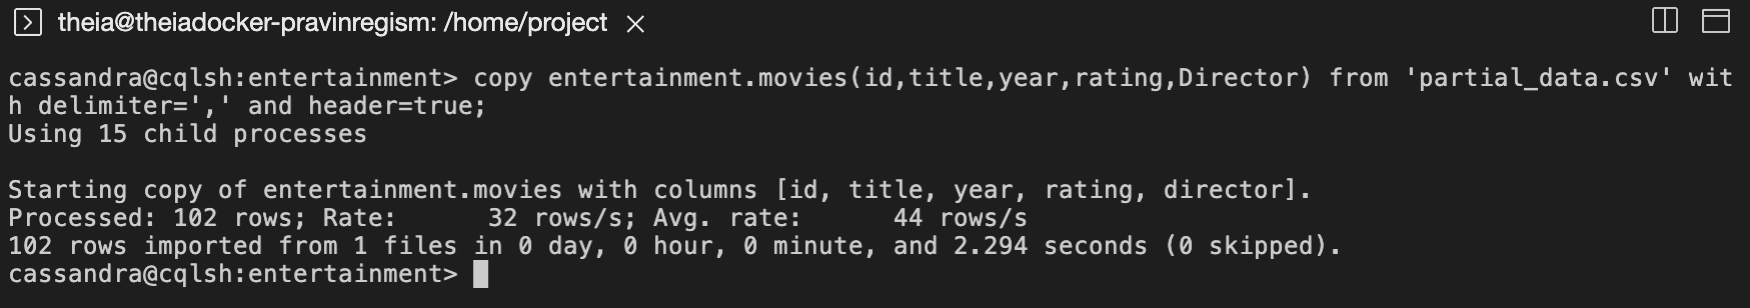 theia@theiadocker-pravinregism: /home/project
cassandra@cqlsh:entertainment> copy entertainment.movies(id,title,year,rating,Director) from 'partial_data.csv' wit
h delimiter=',' and header=true;
Using 15 child processes
Starting copy of entertainment.movies with columns [id, title, year, rating, director].
Processed: 102 rows; Rate:      32 rows/s; Avg. rate:      44 rows/s
102 rows imported from 1 files in 0 day, 0 hour, 0 minute, and 2.294 seconds (0 skipped).
cassandra@cqlsh:entertainment>